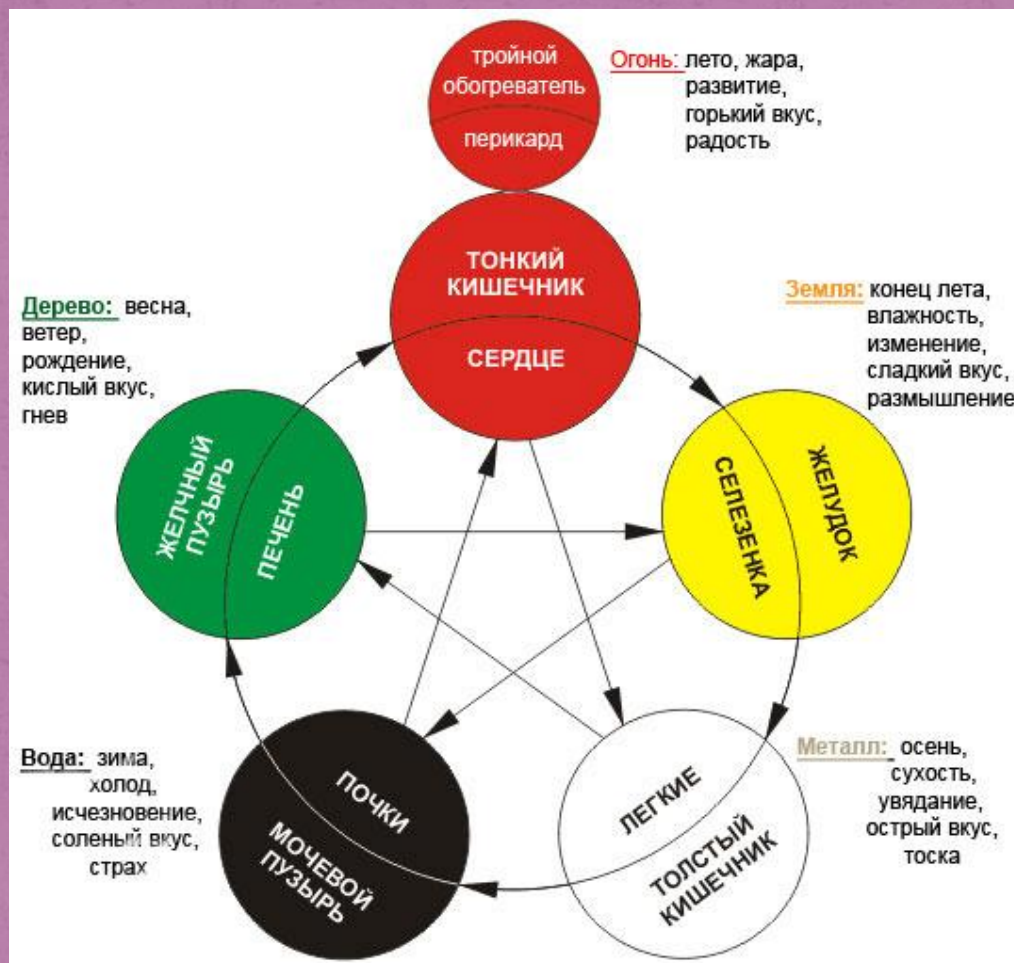 тройной
обогреватель
перикард
Огонь: лето, жара,
развитие,
горький вкус,
радость
ТОНКИЙ
КИШЕЧНИК
СЕРДЦЕ
Дерево: весна,
ветер,
рождение,
кислый вкус,
гнев
Земля: конец лета,
влажность,
изменение,
сладкий вкус,
размышление
ЖЕЛЧНЫЙ
ПУЗЫРЬ
ПЕЧЕНЬ
СЕЛЕЗЕНКА
ЖЕЛУДОК
Вода: зима,
холод,
исчезновение,
соленый вкус,
страх
ПОЧКИ
МОЧЕВОЙ
ПУЗЫРЬ
ЛЕГКИЕ
ТОЛСТЫЙ
КИШЕЧНИК
Металл: осень,
сухость,
увядание,
острый вкус,
тоска